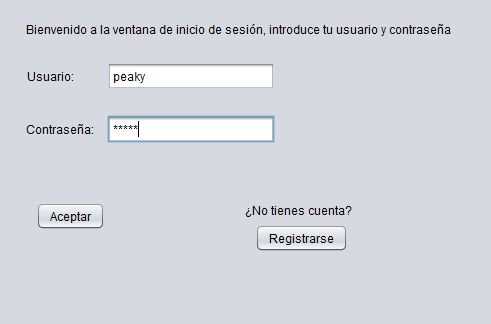 Bienvenido a la ventana de inicio de sesión, introduce tu usuario y contraseña
Usuario: peaky
Contraseña: *****
¿No tienes cuenta?
Aceptar
Registrarse